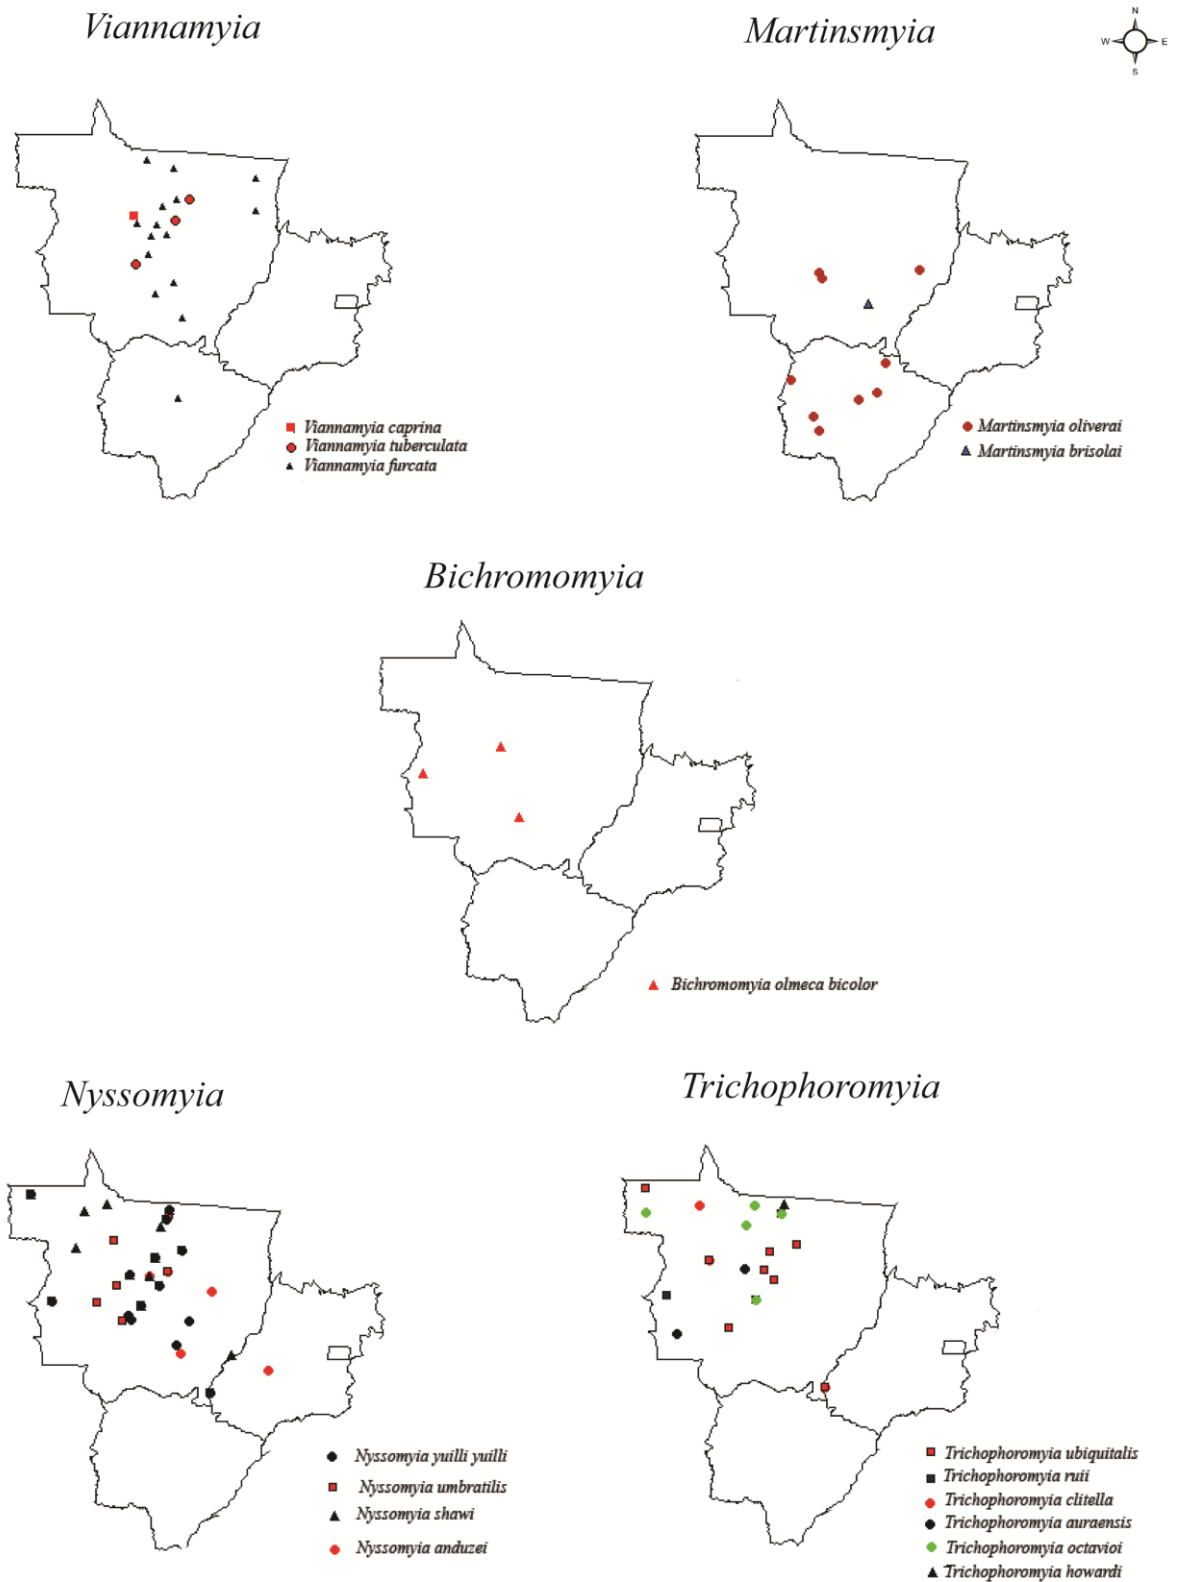 Viannamyia
Martinsmyia
N
W E
S
Viannamyia caprina
Viannamyia tuberculata
Viannamyia furcata
Martinsmyia oliverai
Martinsmyia brisolai
Bichromomyia
Bichromomyia olmeca bicolor
Nyssomyia
Trichophoromyia
Nyssomyia yuilli yuilli
Nyssomyia umbratilis
Nyssomyia shawi
Nyssomyia anduzei
Trichophoromyia ubiquitalis
Trichophoromyia ruii
Trichophoromyia clitella
Trichophoromyia auraensis
Trichophoromyia octavioi
Trichophoromyia howardi